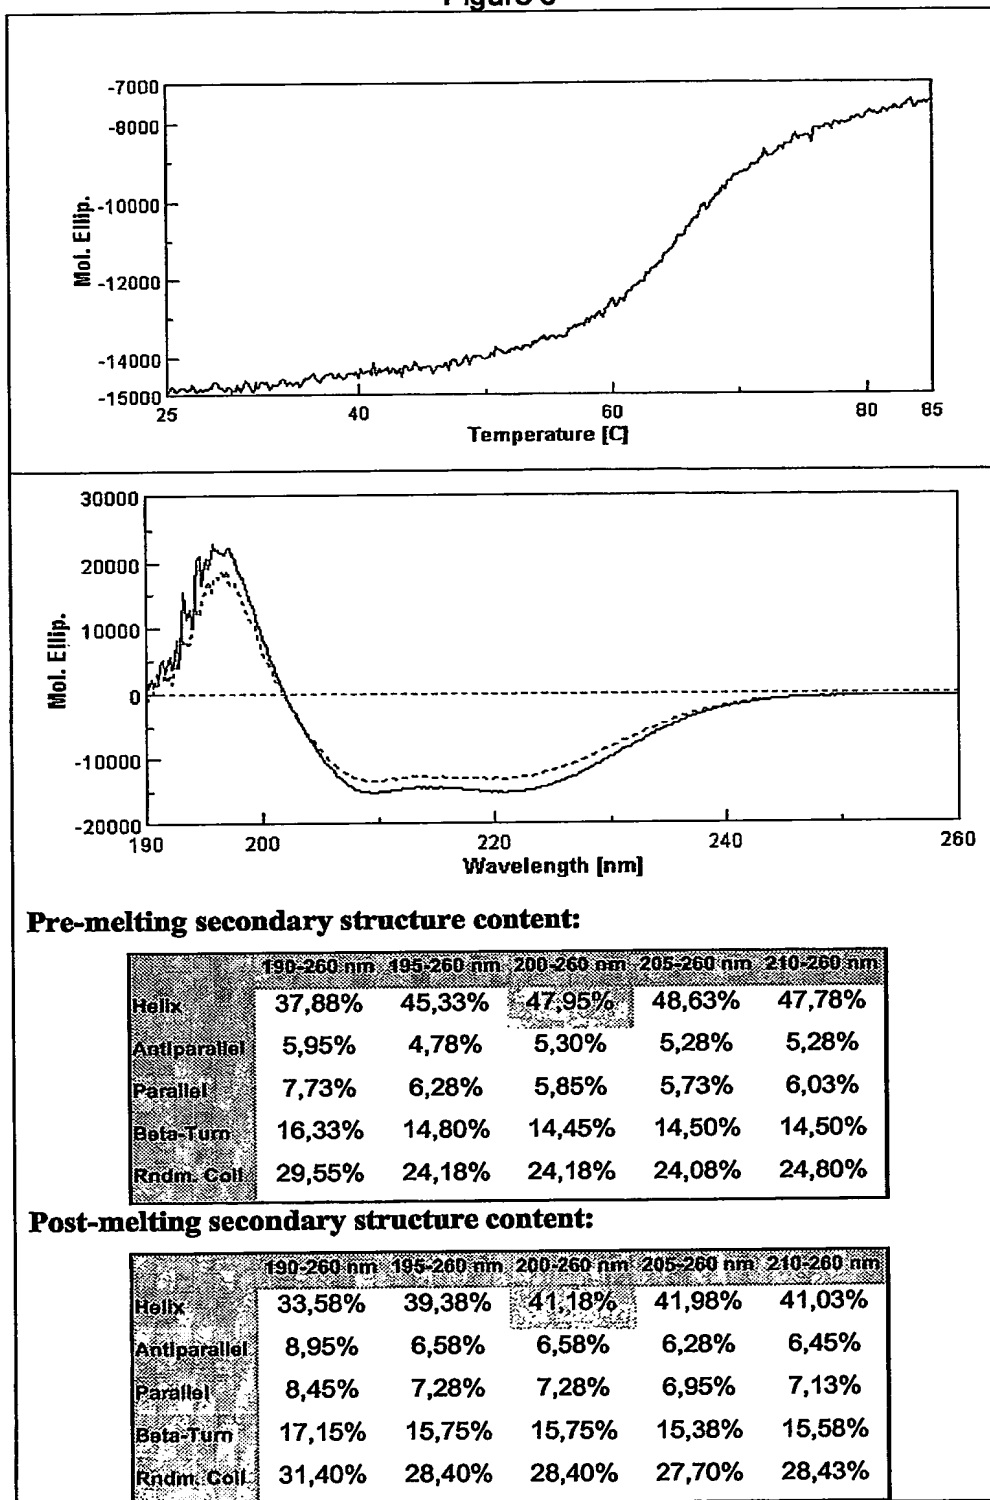 -7000
-8000
-10000
-12000
-14000
-15000
Mol. Ellip.
25 40 60 80 85
Temperature [C]
30000
20000
10000
0
-10000
-20000
Mol. Ellip.
190 200 220 240 260
Wavelength [nm]
Pre-melting secondary structure content:
190-260 nm 195-260 nm 200-260 nm 205-260 nm 210-260 nm
Helix 37,88% 45,33% 47,95% 48,63% 47,78%
Antiparallel 5,95% 4,78% 5,30% 5,28% 5,28%
Parallel 7,73% 6,28% 5,85% 5,73% 6,03%
Beta-Turn 16,33% 14,80% 14,45% 14,50% 14,50%
Rndm. Coil 29,55% 24,18% 24,18% 24,08% 24,80%
Post-melting secondary structure content:
190-260 nm 195-260 nm 200-260 nm 205-260 nm 210-260 nm
Helix 33,58% 39,38% 41,18% 41,98% 41,03%
Antiparallel 8,95% 6,58% 6,58% 6,28% 6,45%
Parallel 8,45% 7,28% 7,28% 6,95% 7,13%
Beta-Turn 17,15% 15,75% 15,75% 15,38% 15,58%
Rndm. Coil 31,40% 28,40% 28,40% 27,70% 28,43%